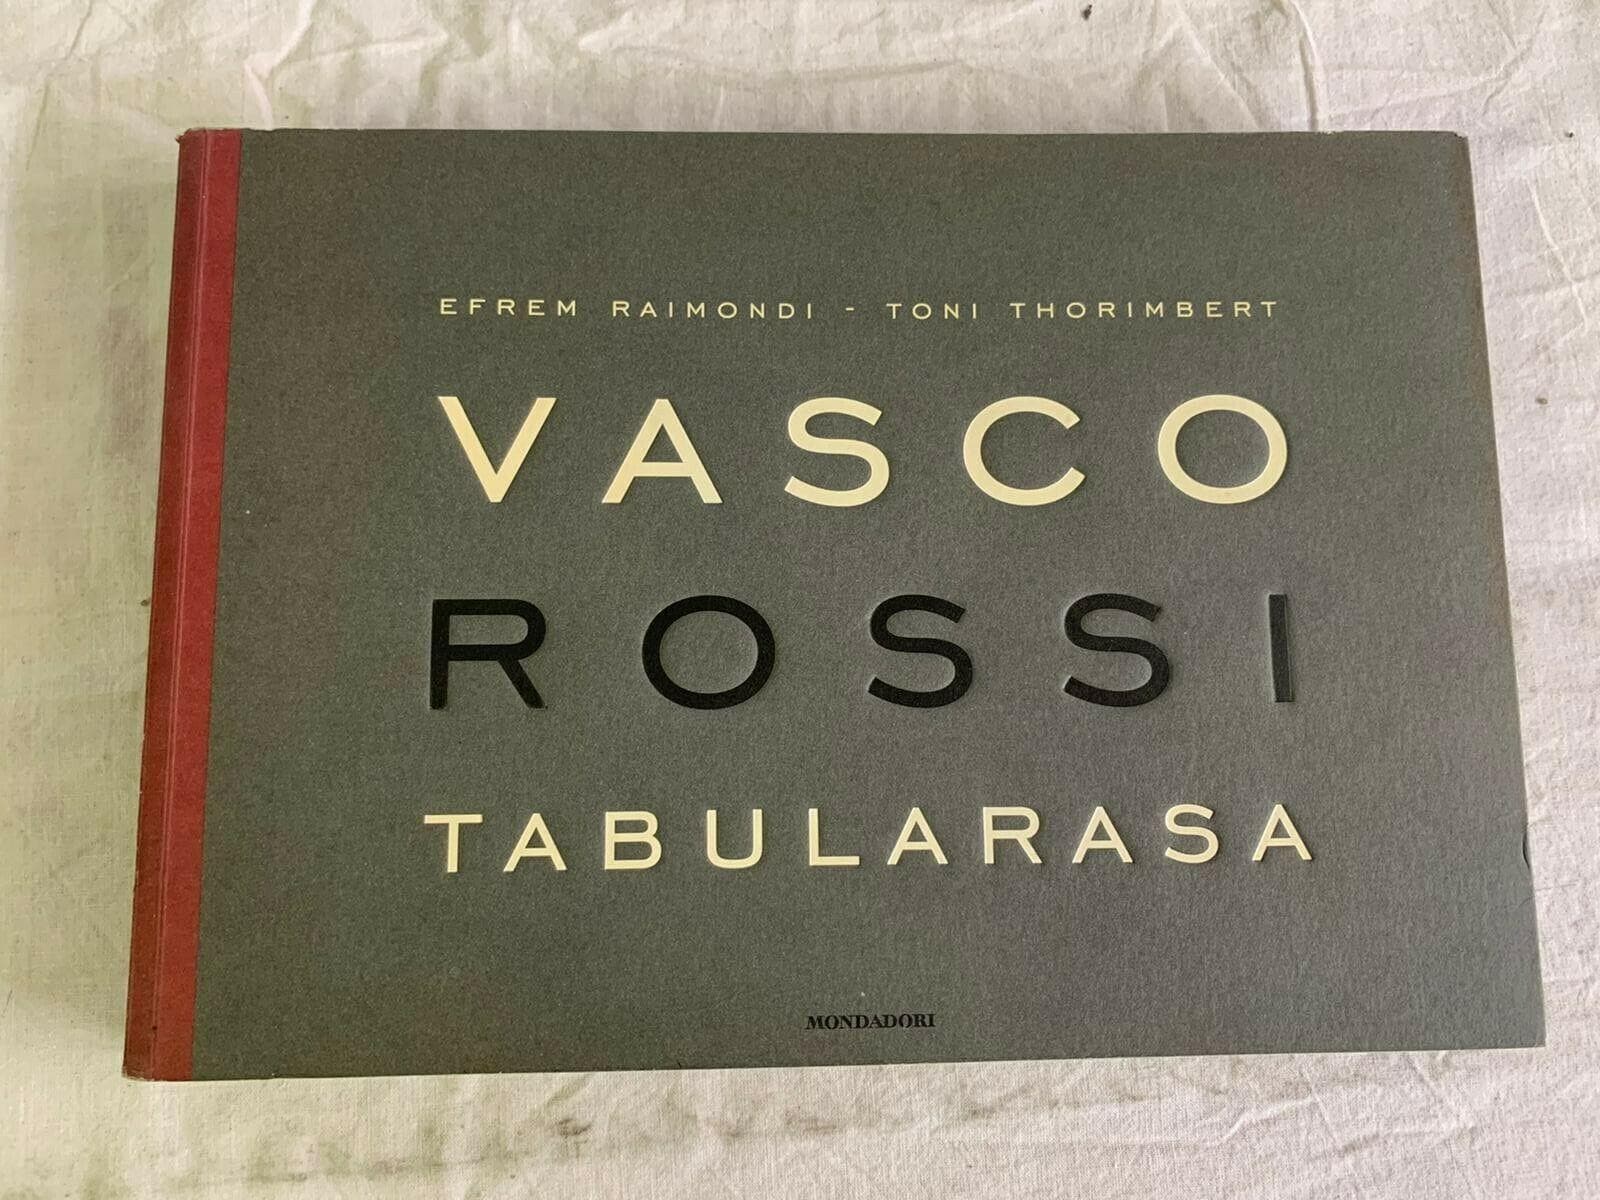 EFREM RAIMONDI - TONI THORIMBERT
VASCO
ROSSI
TABULARASA
MONDADORI